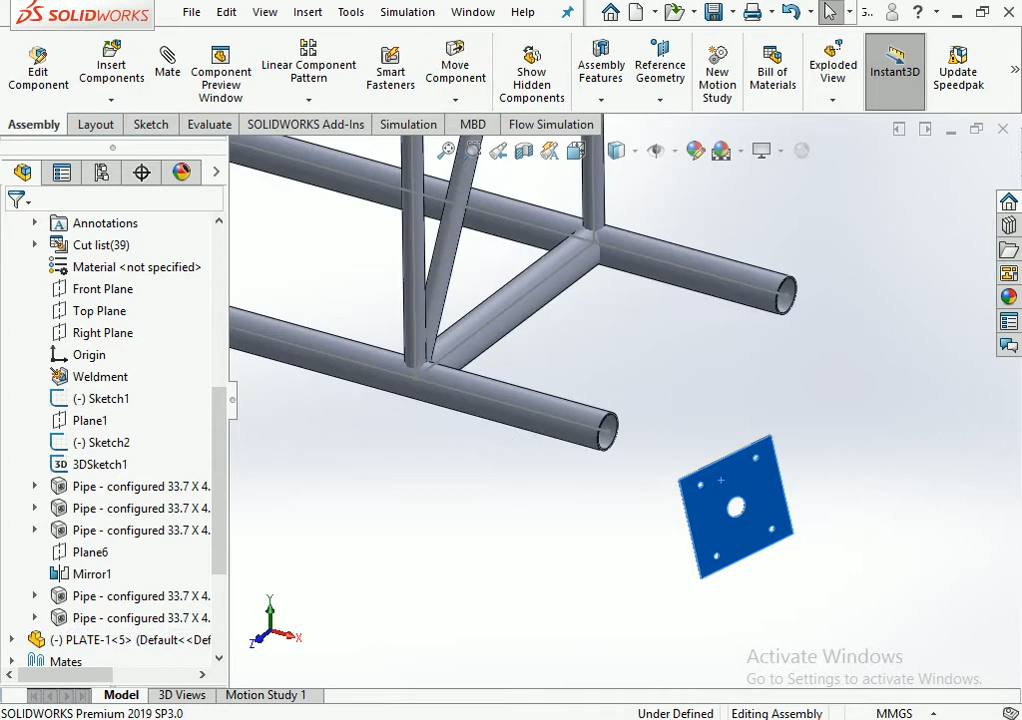 SOLIDWORKS File Edit View Insert Tools Simulation Window Help 5.. ?
Edit Component
Insert Components
Mate
Component Preview Window
Linear Component Pattern
Smart Fasteners
Move Component
Show Hidden Components
Assembly Features
Reference Geometry
New Motion Study
Bill of Materials
Exploded View
Instant3D
Update Speedpak
Assembly Layout Sketch Evaluate SOLIDWORKS Add-Ins Simulation MBD Flow Simulation
Annotations
Cut list(39)
Material <not specified>
Front Plane
Top Plane
Right Plane
Origin
Weldment
(-) Sketch1
Plane1
(-) Sketch2
3D 3DSketch1
Pipe - configured 33.7 X 4.
Pipe - configured 33.7 X 4.
Pipe - configured 33.7 X 4.
Plane6
Mirror1
Pipe - configured 33.7 X 4.
Pipe - configured 33.7 X 4.
(-) PLATE-1<5> (Default<<Def
Mates
Y
X
Z
Activate Windows
Go to Settings to activate Windows.
Model 3D Views Motion Study 1
SOLIDWORKS Premium 2019 SP3.0 Under Defined Editing Assembly MMGS